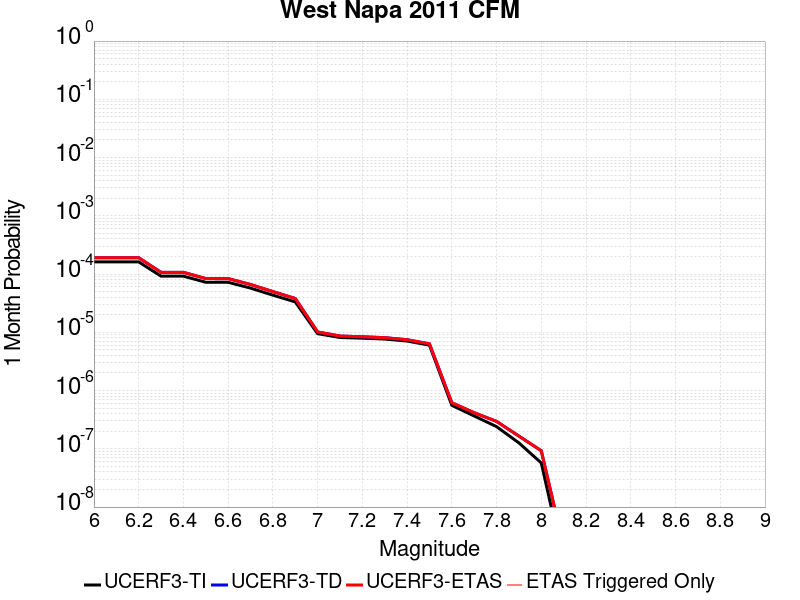 West Napa 2011 CFM
10^0
10^-1
10^-2
10^-3
10^-4
10^-5
10^-6
10^-7
10^-8
1 Month Probability
6 6.2 6.4 6.6 6.8 7 7.2 7.4 7.6 7.8 8 8.2 8.4 8.6 8.8 9
Magnitude
UCERF3-TI UCERF3-TD UCERF3-ETAS ETAS Triggered Only